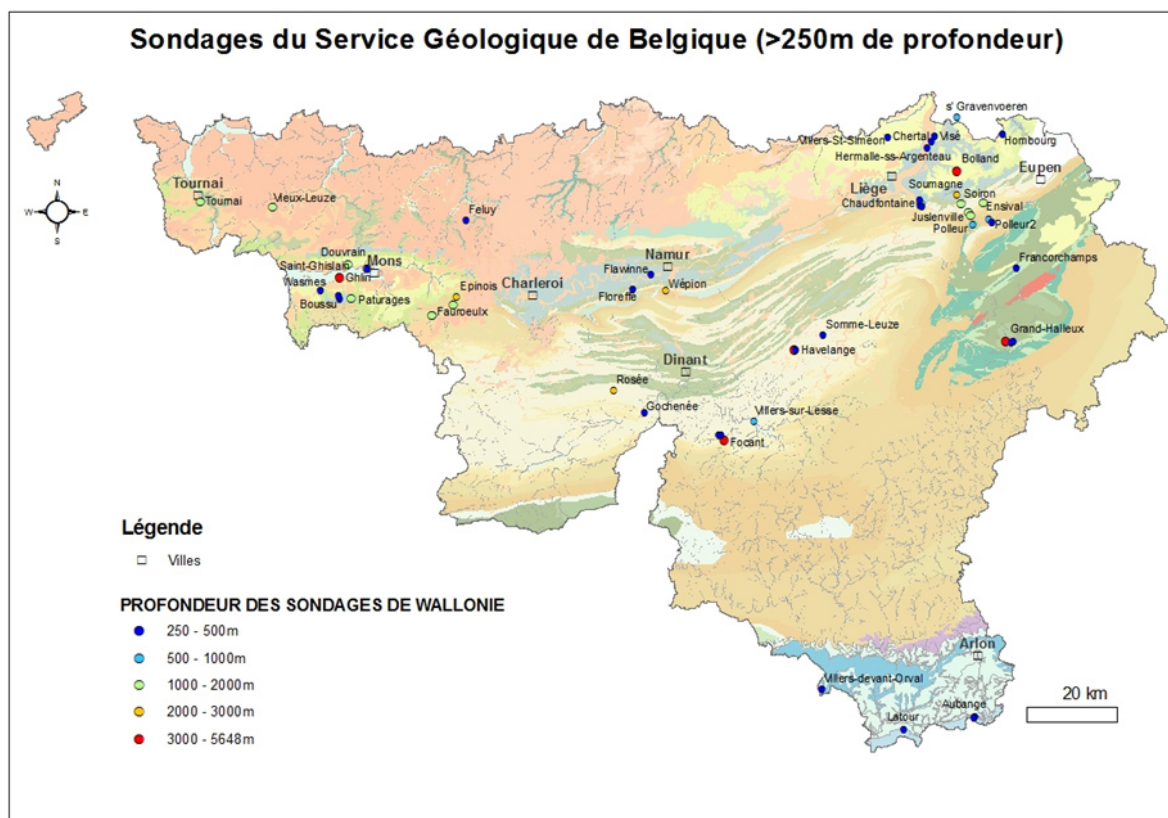 Sondages du Service Géologique de Belgique (>250m de profondeur)
s' Gravenvoeren
Villers-St-Siméon
Chertal
Visé
Hombourg
Hermalle-ss-Argenteau
Bolland
Eupen
Liège
Soumagne
Soiron
Chaudfontaine
Ensival
Juslenville
Polleur
Polleur2
Tournai
Tournai
Vieux-Leuze
Feluy
N
W
E
S
Douvrain
Mons
Saint-Ghislain
Ghlin
Wasmes
Boussu
Paturages
Epinois
Fauroeulx
Charleroi
Namur
Flawinne
Floreffe
Wépion
Francorchamps
Somme-Leuze
Grand-Halleux
Havelange
Dinant
Rosée
Gochenée
Villers-sur-Lesse
Focant
Légende
Villes
PROFONDEUR DES SONDAGES DE WALLONIE
250 - 500m
500 - 1000m
1000 - 2000m
2000 - 3000m
3000 - 5648m
Arlon
Villers-devant-Orval
Aubange
Latour
20 km